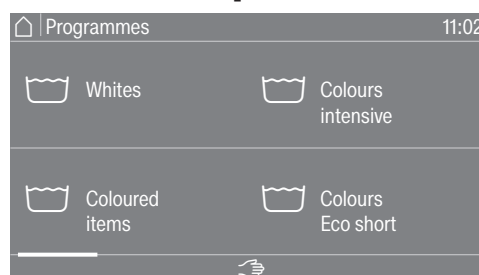 Programmes 11:02
Whites
Colours
intensive
Coloured
items
Colours
Eco short